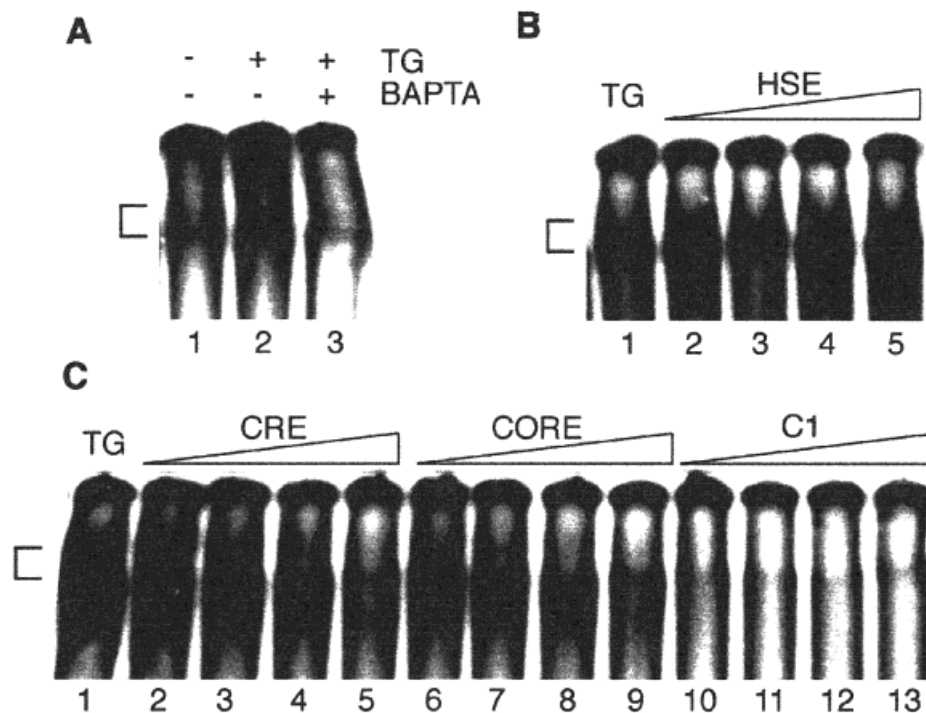 A
- + + TG
- - + BAPTA
1 2 3
B
TG HSE
1 2 3 4 5
C
TG CRE CORE C1
1 2 3 4 5 6 7 8 9 10 11 12 13